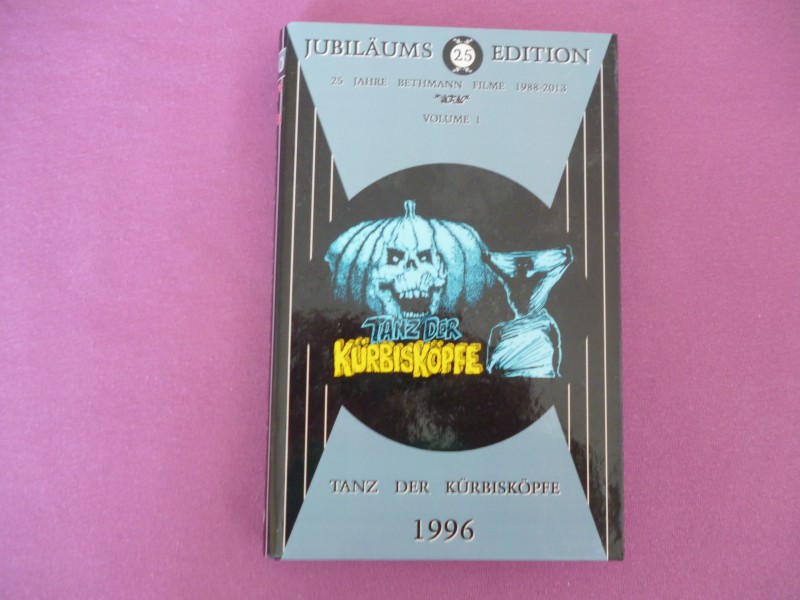 JUBILÄUMS 25 EDITION
25 JAHRE BETHMANN FILME 1988-2013
VOLUME 1
TANZ DER
KÜRBISKÖPFE
TANZ DER KÜRBISKÖPFE
1996